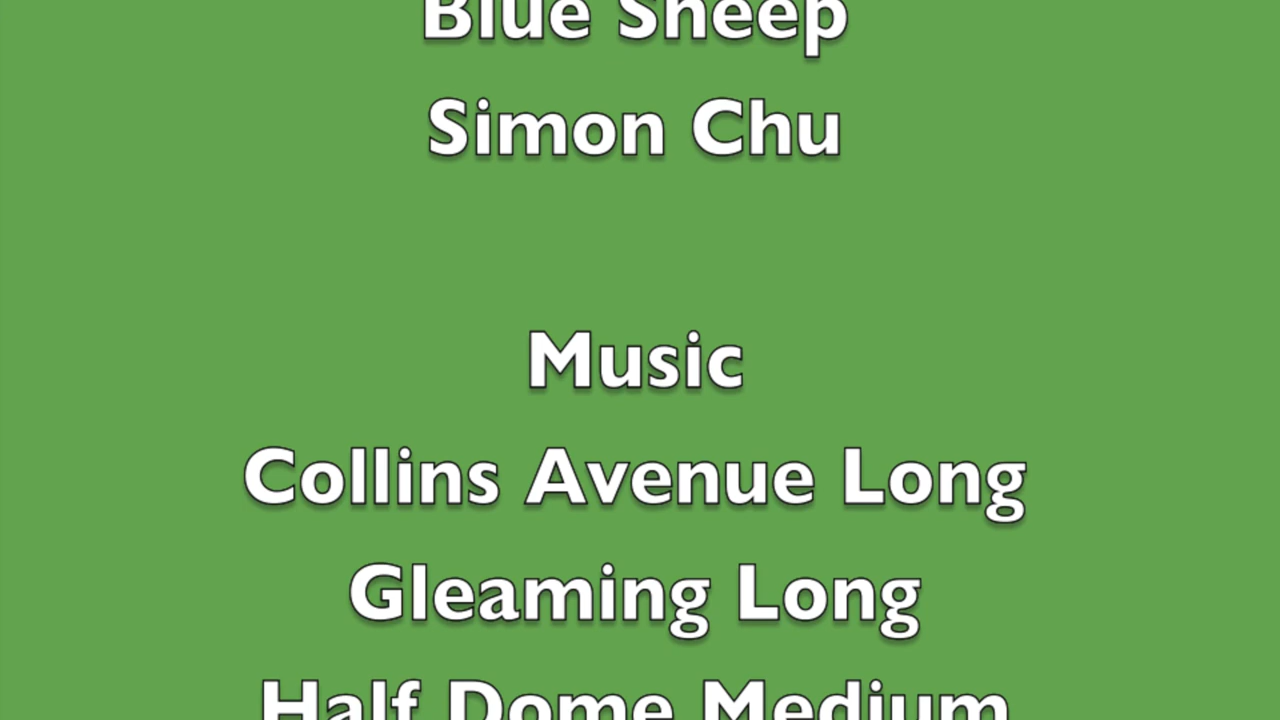 Blue Sheep
Simon Chu
Music
Collins Avenue Long
Gleaming Long
Half Dome Medium